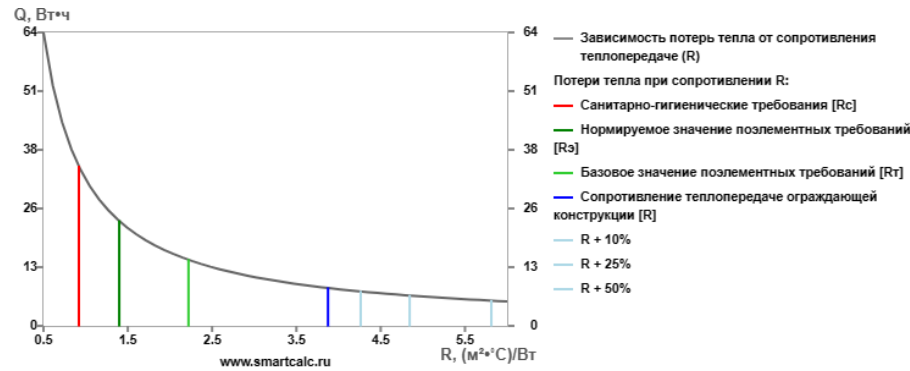 Q, Вт•ч
64
51
38
26
13
0
64
51
38
26
13
0
0.5
1.5
2.5
3.5
4.5
5.5
R, (м²•°C)/Вт
www.smartcalc.ru
Зависимость потерь тепла от сопротивления
теплопередаче (R)
Потери тепла при сопротивлении R:
Санитарно-гигиенические требования [Rс]
Нормируемое значение поэлементных требований
[Rэ]
Базовое значение поэлементных требований [Rт]
Сопротивление теплопередаче ограждающей
конструкции [R]
R + 10%
R + 25%
R + 50%